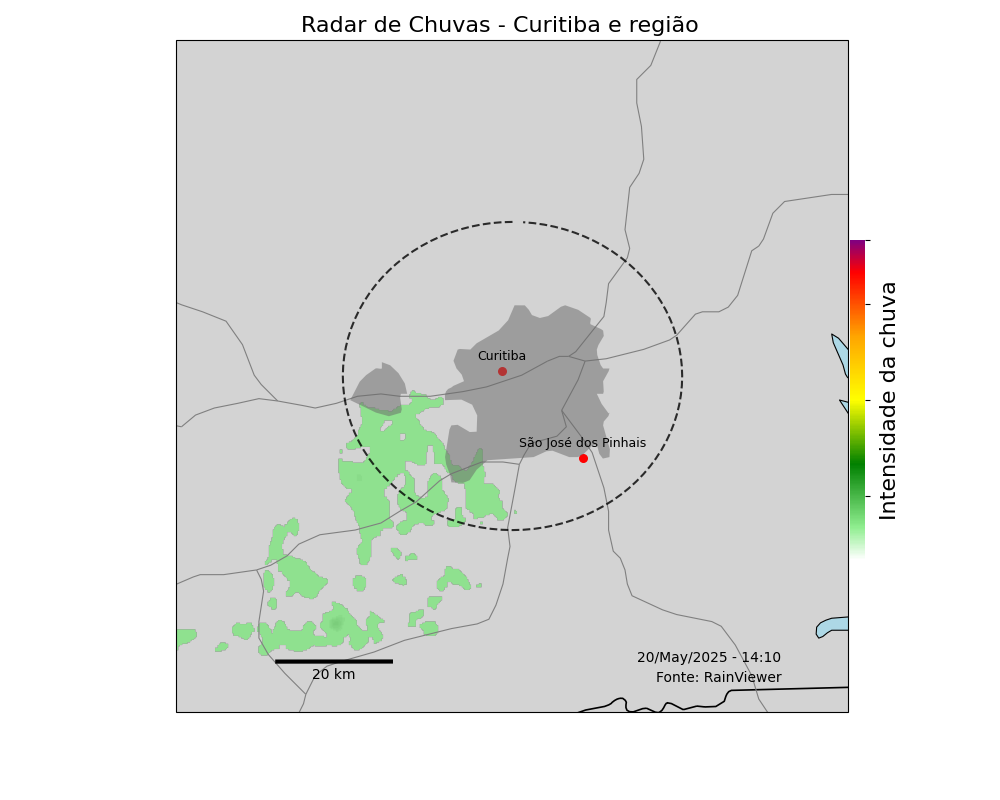 Radar de Chuvas - Curitiba e região
Curitiba
São José dos Pinhais
Intensidade da chuva
20/May/2025 - 14:10
Fonte: RainViewer
20 km